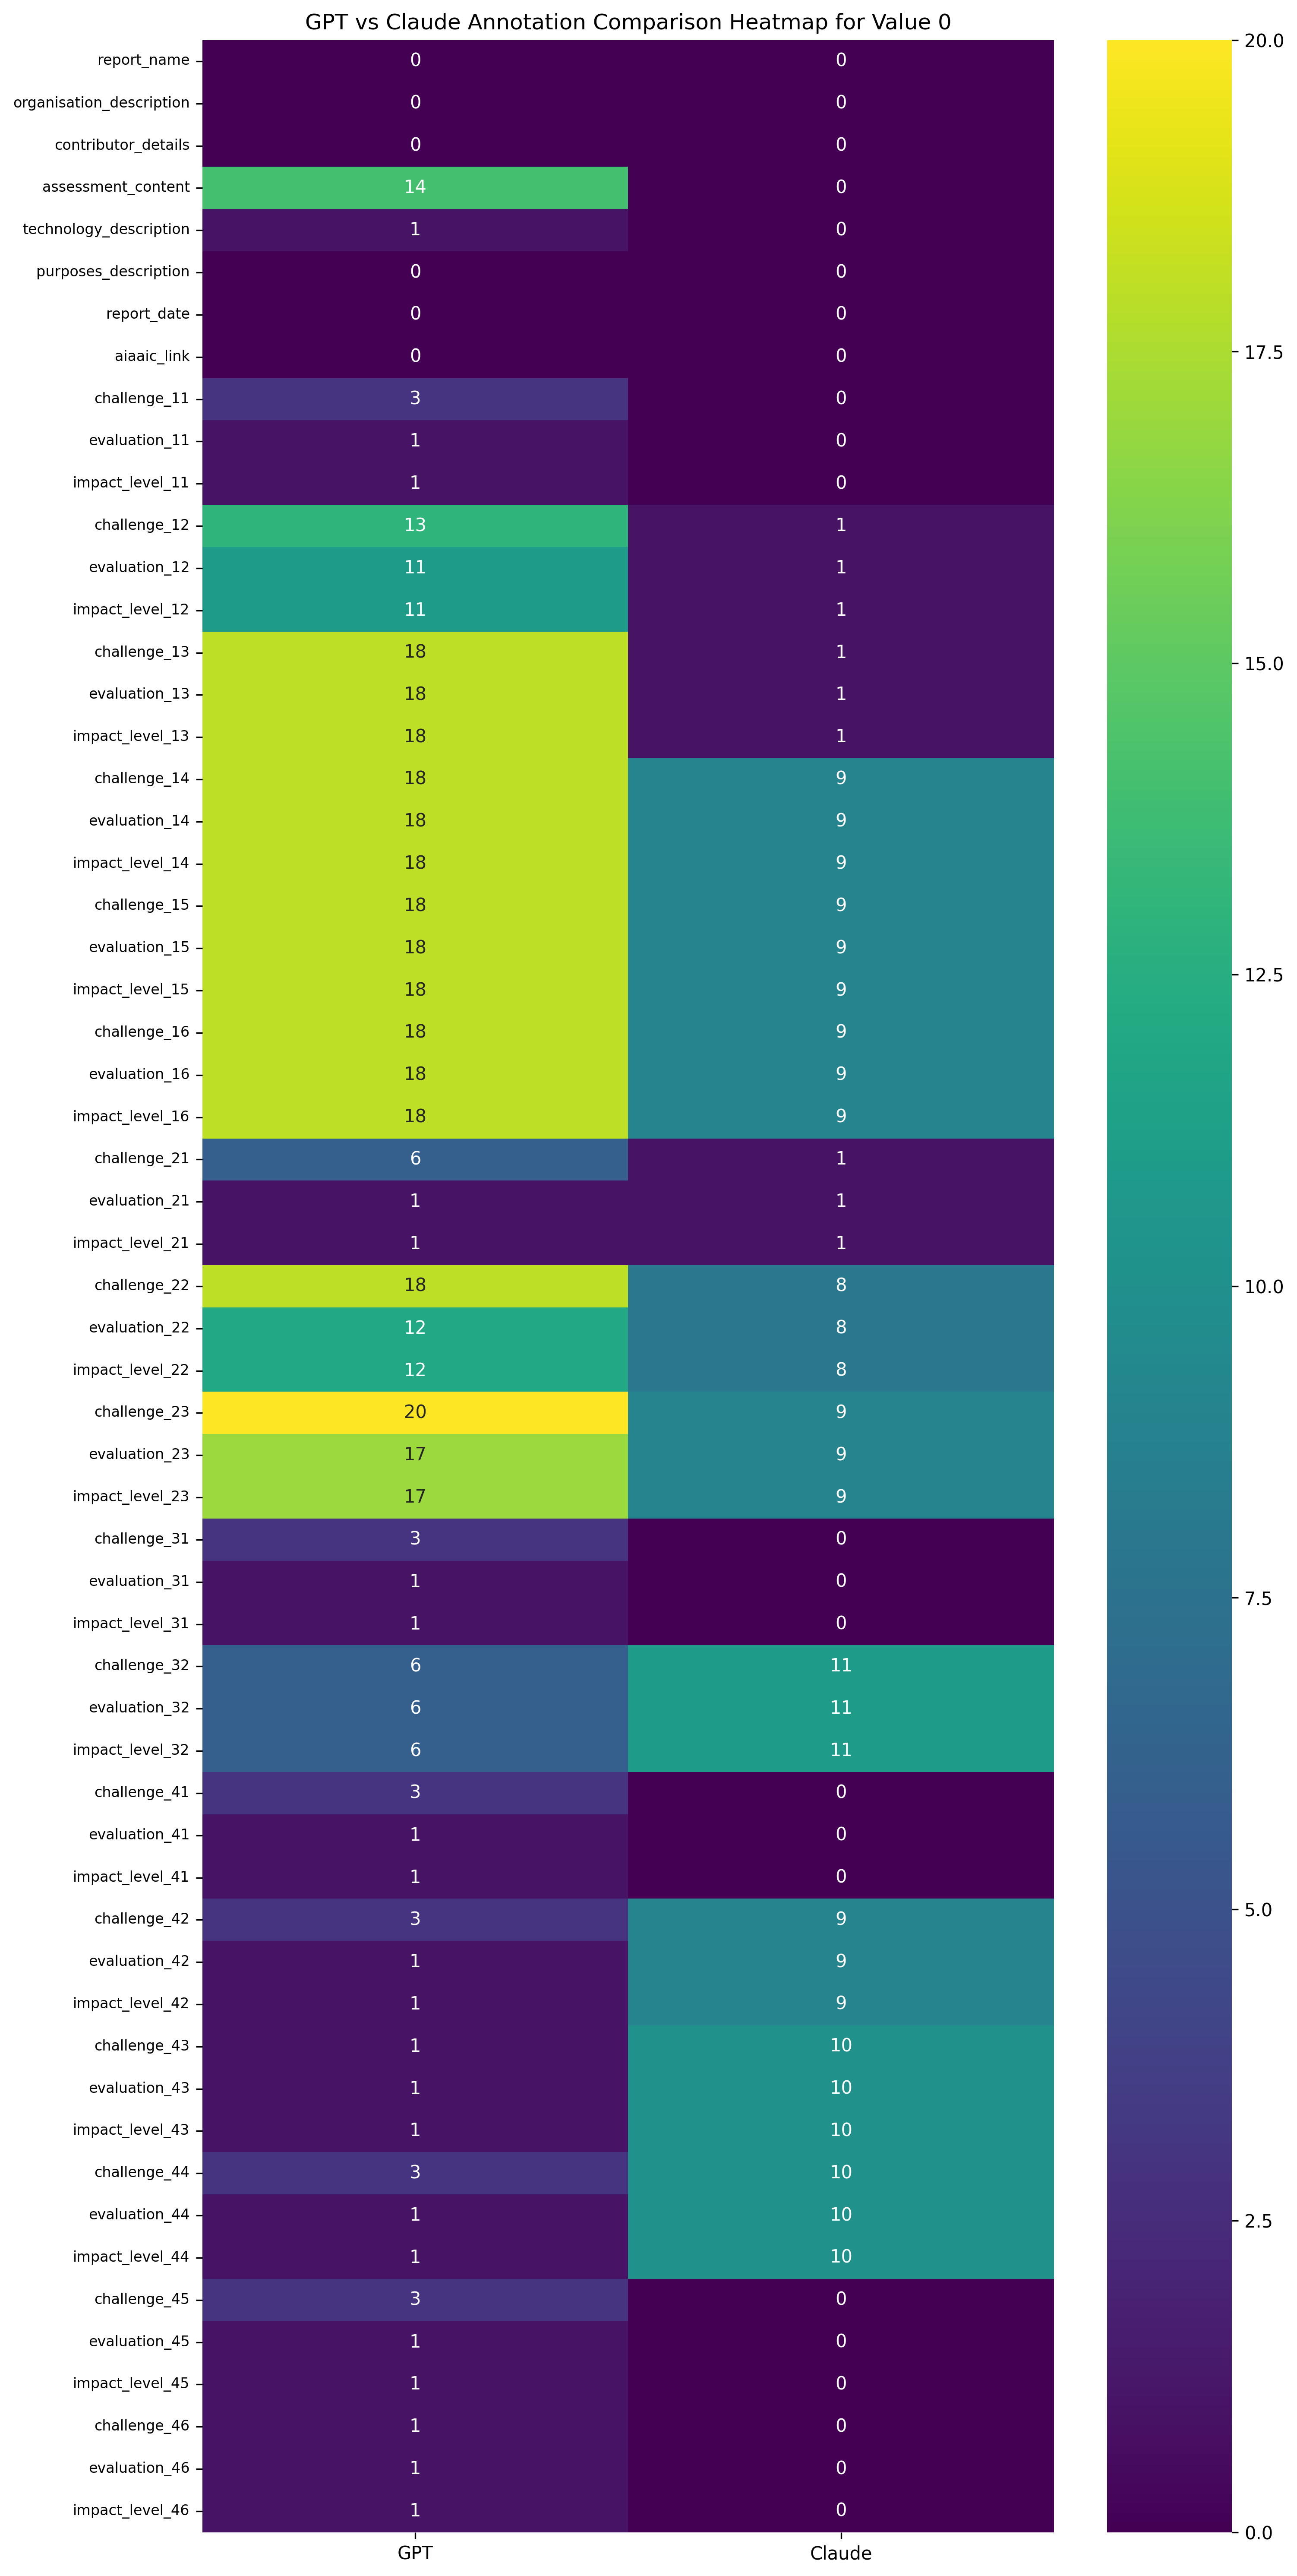 GPT vs Claude Annotation Comparison Heatmap for Value 0
report_name 0 0
organisation_description 0 0
contributor_details 0 0
assessment_content 14 0
technology_description 1 0
purposes_description 0 0
report_date 0 0
aiaaic_link 0 0
challenge_11 3 0
evaluation_11 1 0
impact_level_11 1 0
challenge_12 13 1
evaluation_12 11 1
impact_level_12 11 1
challenge_13 18 1
evaluation_13 18 1
impact_level_13 18 1
challenge_14 18 9
evaluation_14 18 9
impact_level_14 18 9
challenge_15 18 9
evaluation_15 18 9
impact_level_15 18 9
challenge_16 18 9
evaluation_16 18 9
impact_level_16 18 9
challenge_21 6 1
evaluation_21 1 1
impact_level_21 1 1
challenge_22 18 8
evaluation_22 12 8
impact_level_22 12 8
challenge_23 20 9
evaluation_23 17 9
impact_level_23 17 9
challenge_31 3 0
evaluation_31 1 0
impact_level_31 1 0
challenge_32 6 11
evaluation_32 6 11
impact_level_32 6 11
challenge_41 3 0
evaluation_41 1 0
impact_level_41 1 0
challenge_42 3 9
evaluation_42 1 9
impact_level_42 1 9
challenge_43 1 10
evaluation_43 1 10
impact_level_43 1 10
challenge_44 3 10
evaluation_44 1 10
impact_level_44 1 10
challenge_45 3 0
evaluation_45 1 0
impact_level_45 1 0
challenge_46 1 0
evaluation_46 1 0
impact_level_46 1 0
GPT Claude
20.0
17.5
15.0
12.5
10.0
7.5
5.0
2.5
0.0